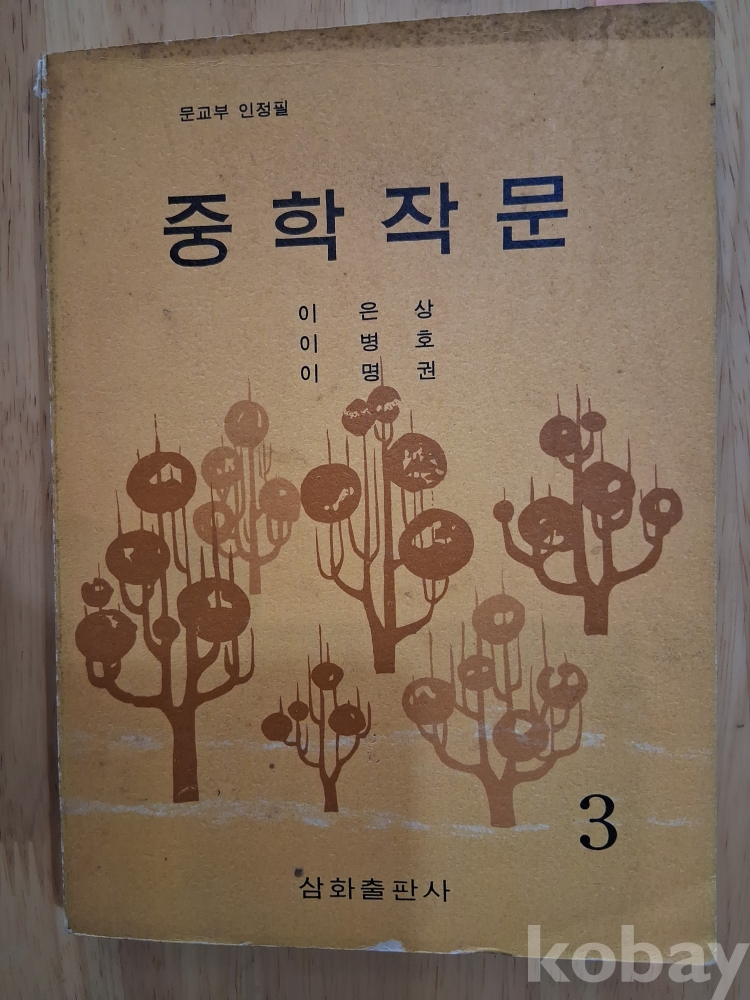 문교부 인정필
중학작문
이은상
이병호
이명권
3
삼화출판사
kobay